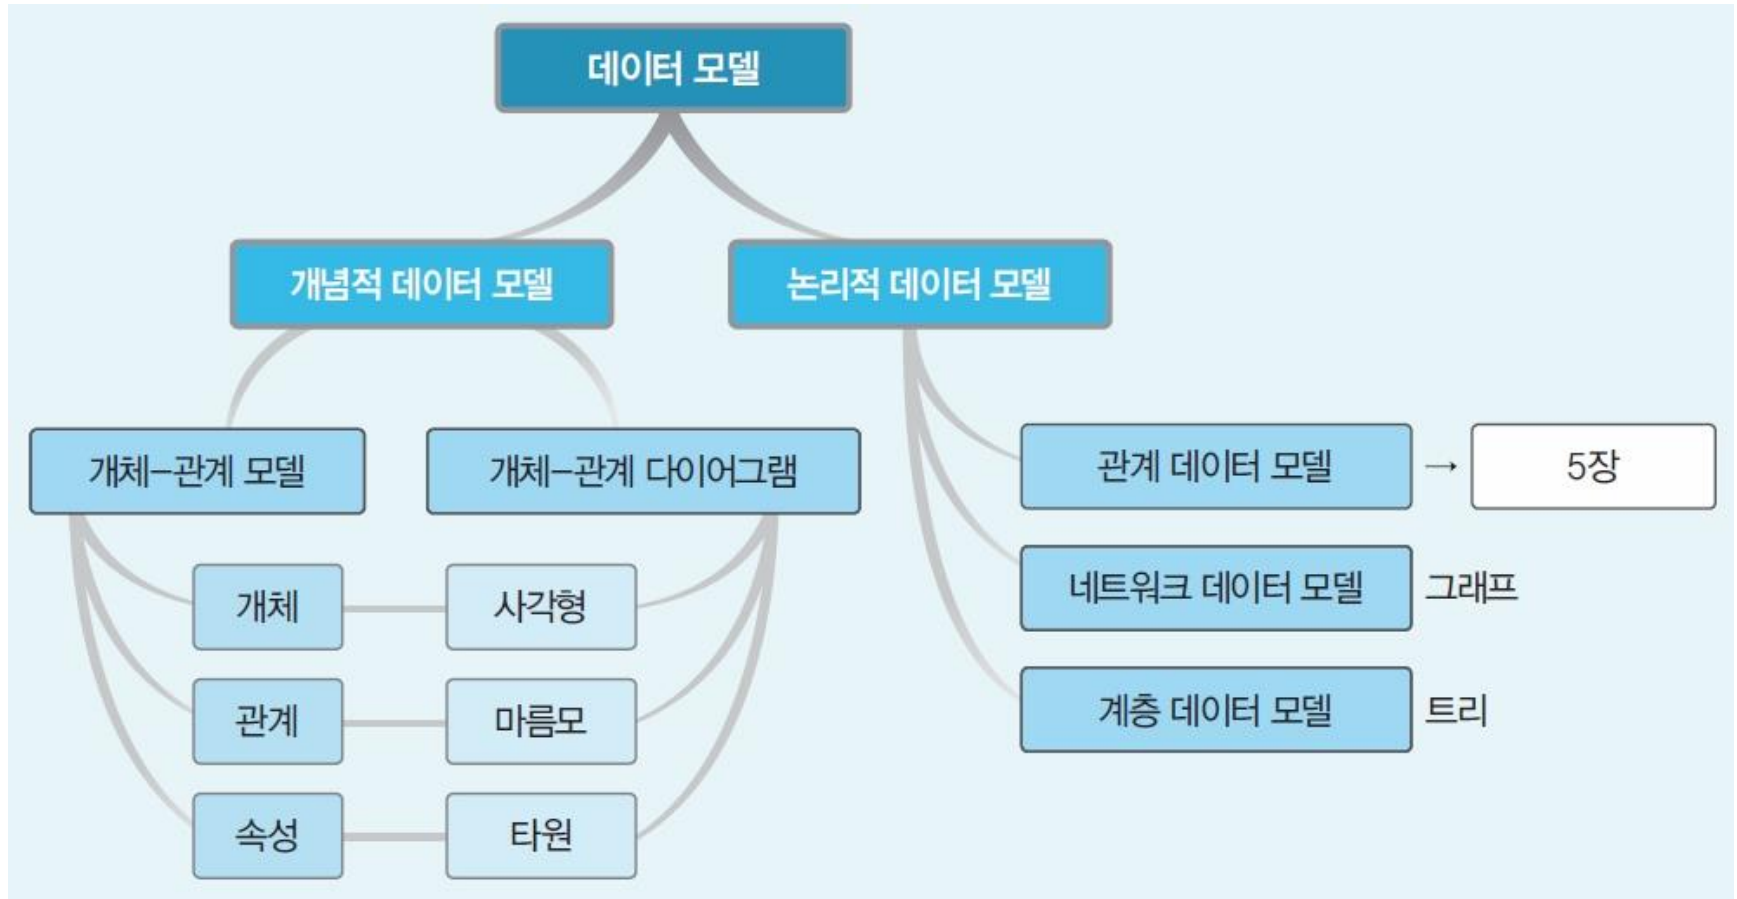 데이터 모델
개념적 데이터 모델
논리적 데이터 모델
개체-관계 모델
개체-관계 다이어그램
개체
사각형
관계
마름모
속성
타원
관계 데이터 모델 → 5장
네트워크 데이터 모델 그래프
계층 데이터 모델 트리